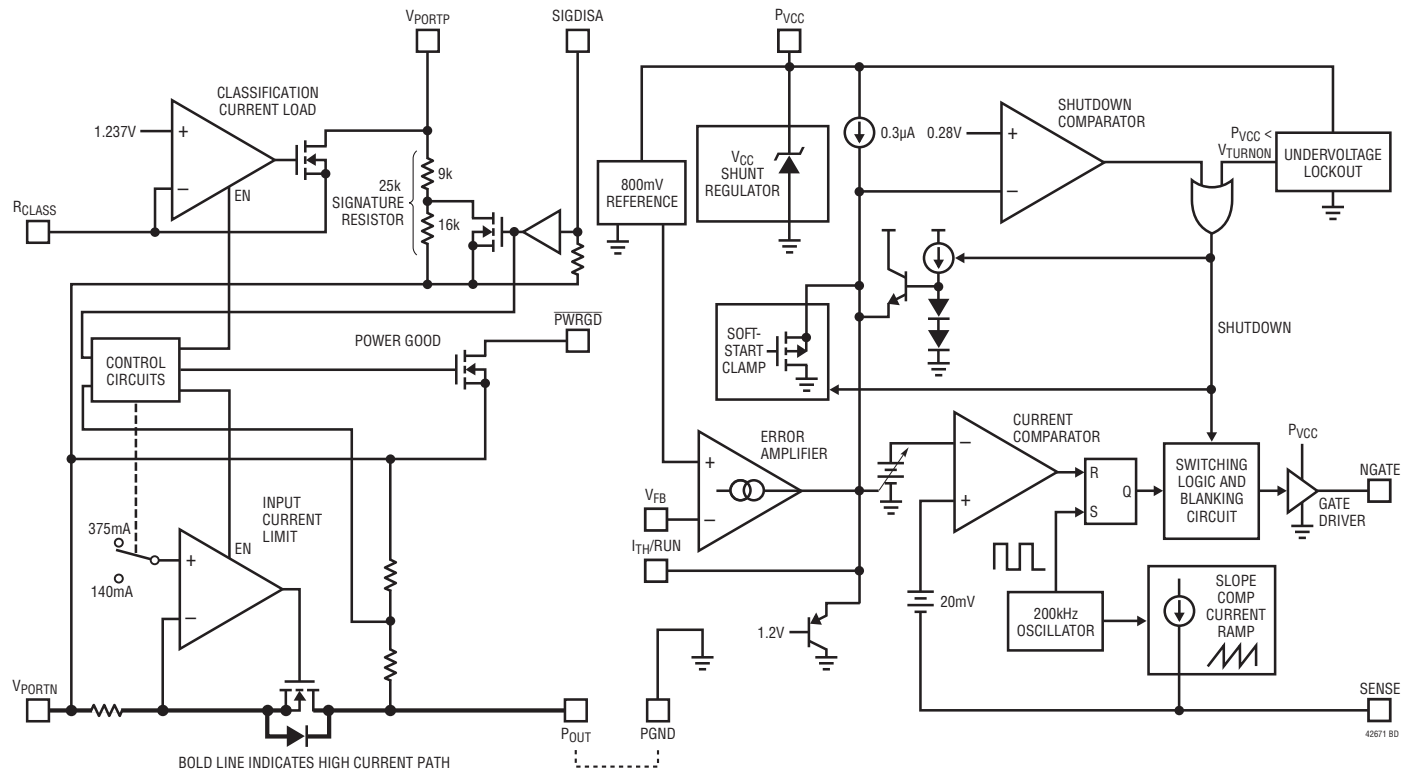 VPORTP
SIGDISA
PVCC
CLASSIFICATION
CURRENT LOAD
1.237V
+
−
EN
RCLASS
25k
SIGNATURE
RESISTOR
9k
16k
CONTROL
CIRCUITS
POWER GOOD
PWRGD
INPUT
CURRENT
LIMIT
375mA
140mA
+
−
EN
VPORTN
BOLD LINE INDICATES HIGH CURRENT PATH
POUT
PGND
800mV
REFERENCE
VCC
SHUNT
REGULATOR
0.3µA
0.28V
+
−
SHUTDOWN
COMPARATOR
PVCC <
VTURNON
UNDERVOLTAGE
LOCKOUT
SHUTDOWN
SOFT-
START
CLAMP
ERROR
AMPLIFIER
+
−
VFB
ITH/RUN
1.2V
CURRENT
COMPARATOR
−
+
20mV
R
S
Q
SWITCHING
LOGIC AND
BLANKING
CIRCUIT
PVCC
NGATE
GATE
DRIVER
200kHz
OSCILLATOR
SLOPE
COMP
CURRENT
RAMP
SENSE
42671 BD